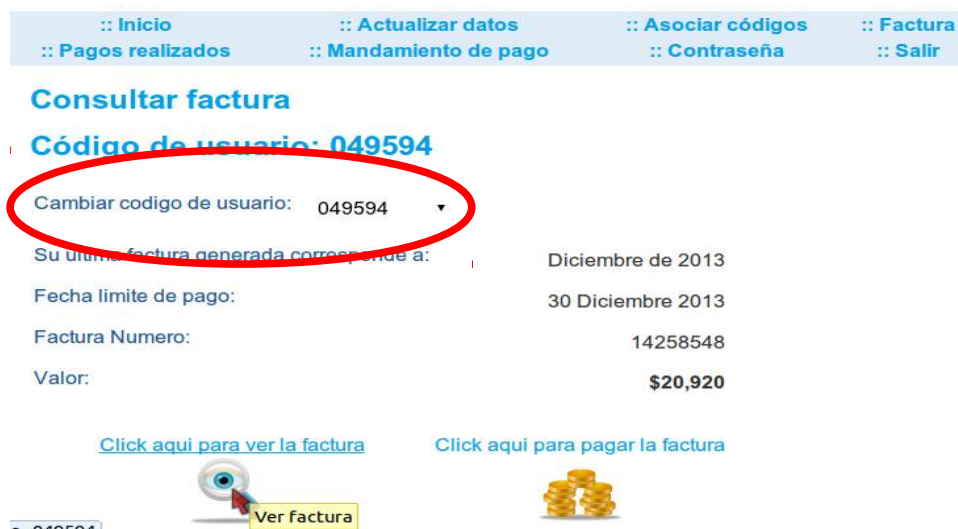 :: Inicio :: Actualizar datos :: Asociar códigos :: Factura
:: Pagos realizados :: Mandamiento de pago :: Contraseña :: Salir
Consultar factura
Código de usuario: 049594
Cambiar codigo de usuario: 049594
Su ultima factura generada corresponde a: Diciembre de 2013
Fecha limite de pago: 30 Diciembre 2013
Factura Numero: 14258548
Valor: $20,920
Click aqui para ver la factura Click aqui para pagar la factura
Ver factura
049594